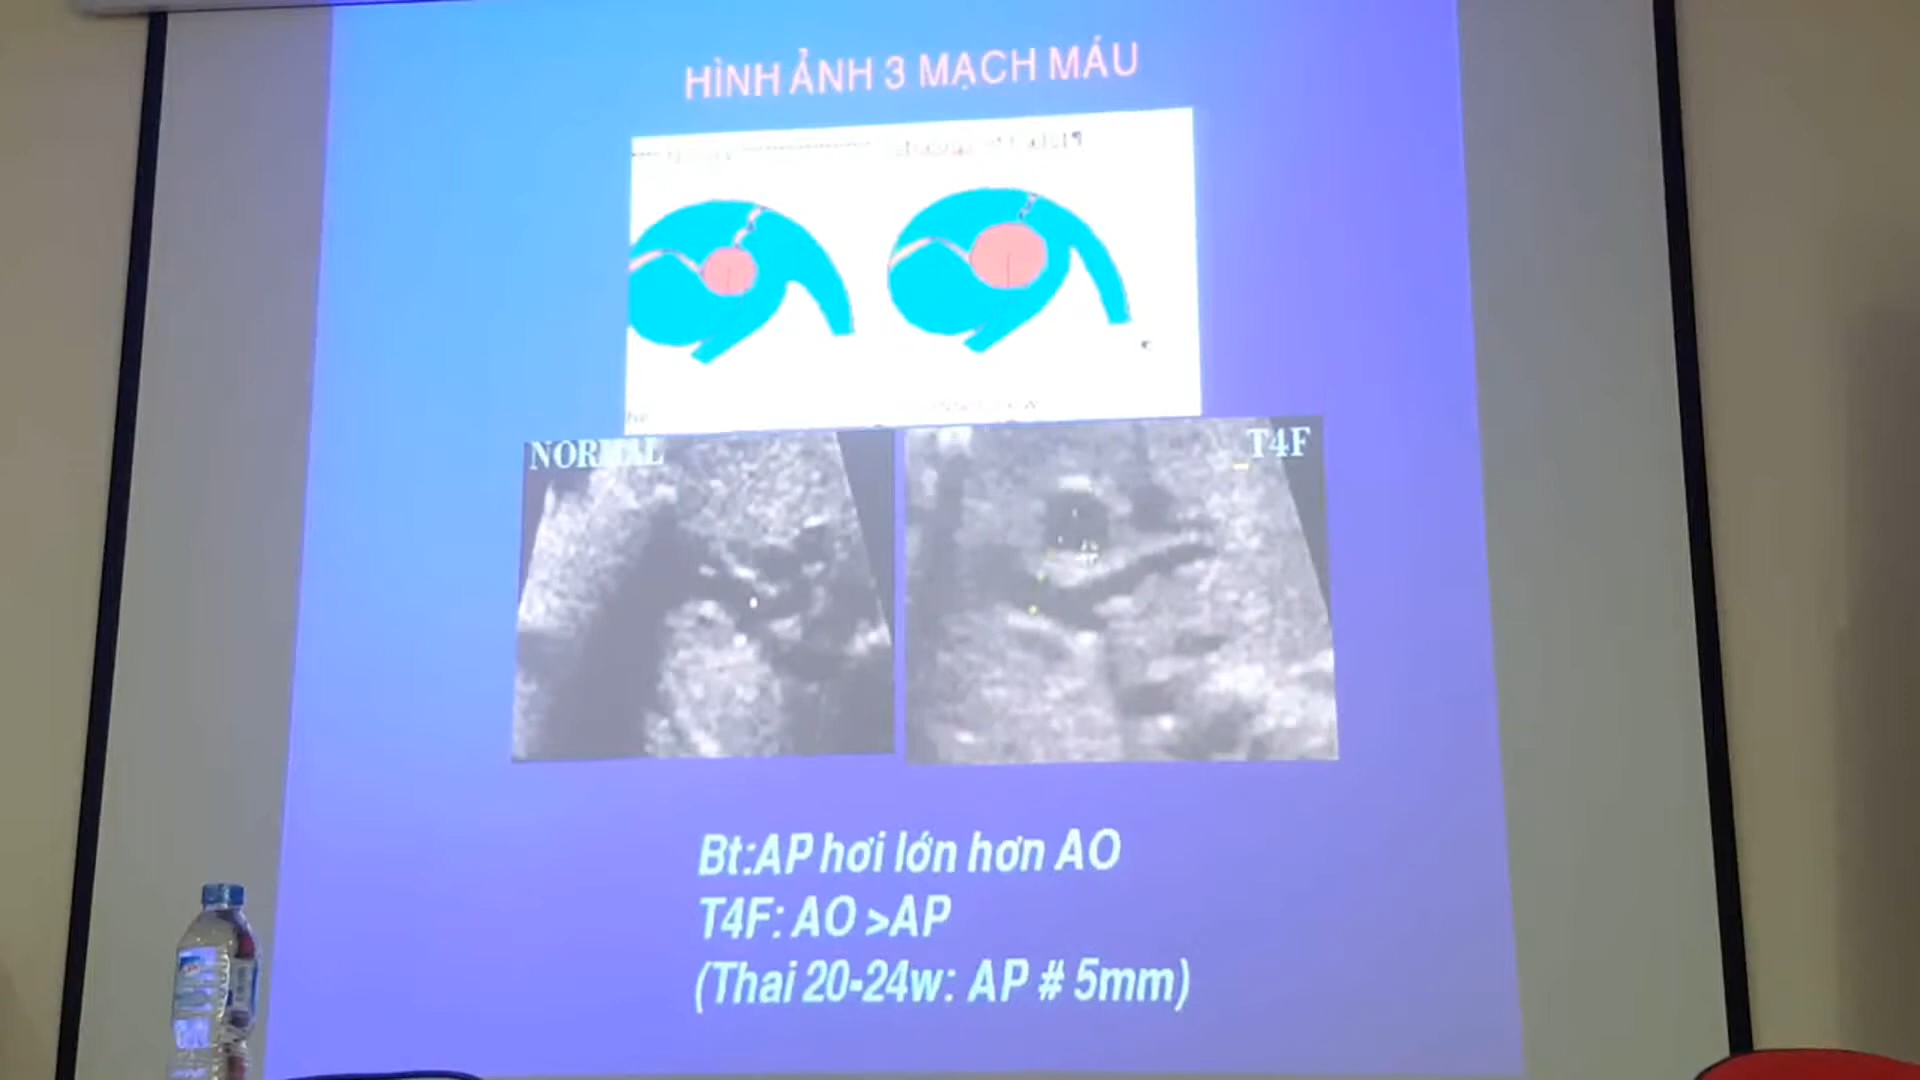 HÌNH ẢNH 3 MẠCH MÁU
NORMAL
T4F
Bt:AP hơi lớn hơn AO
T4F: AO >AP
(Thai 20-24w: AP # 5mm)